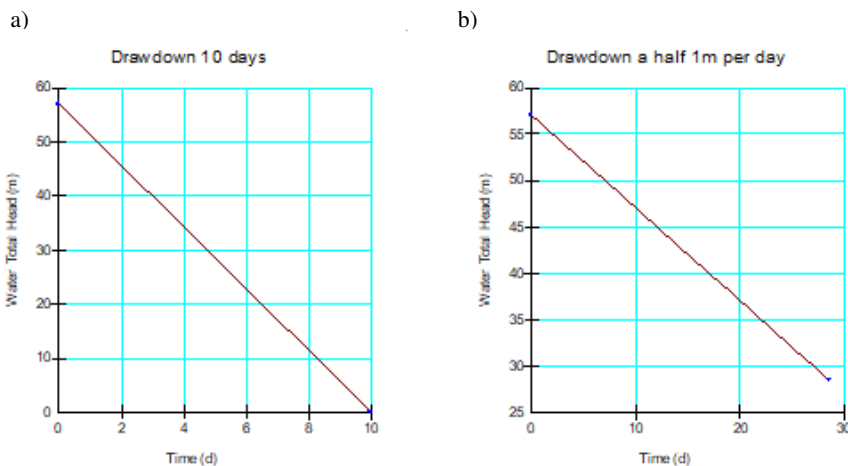 a)
Drawdown 10 days
Water Total Head (m)
60
50
40
30
20
10
0
0 2 4 6 8 10
Time (d)
b)
Drawdown a half 1m per day
Water Total Head (m)
60
55
50
45
40
35
30
25
0 10 20 30
Time (d)